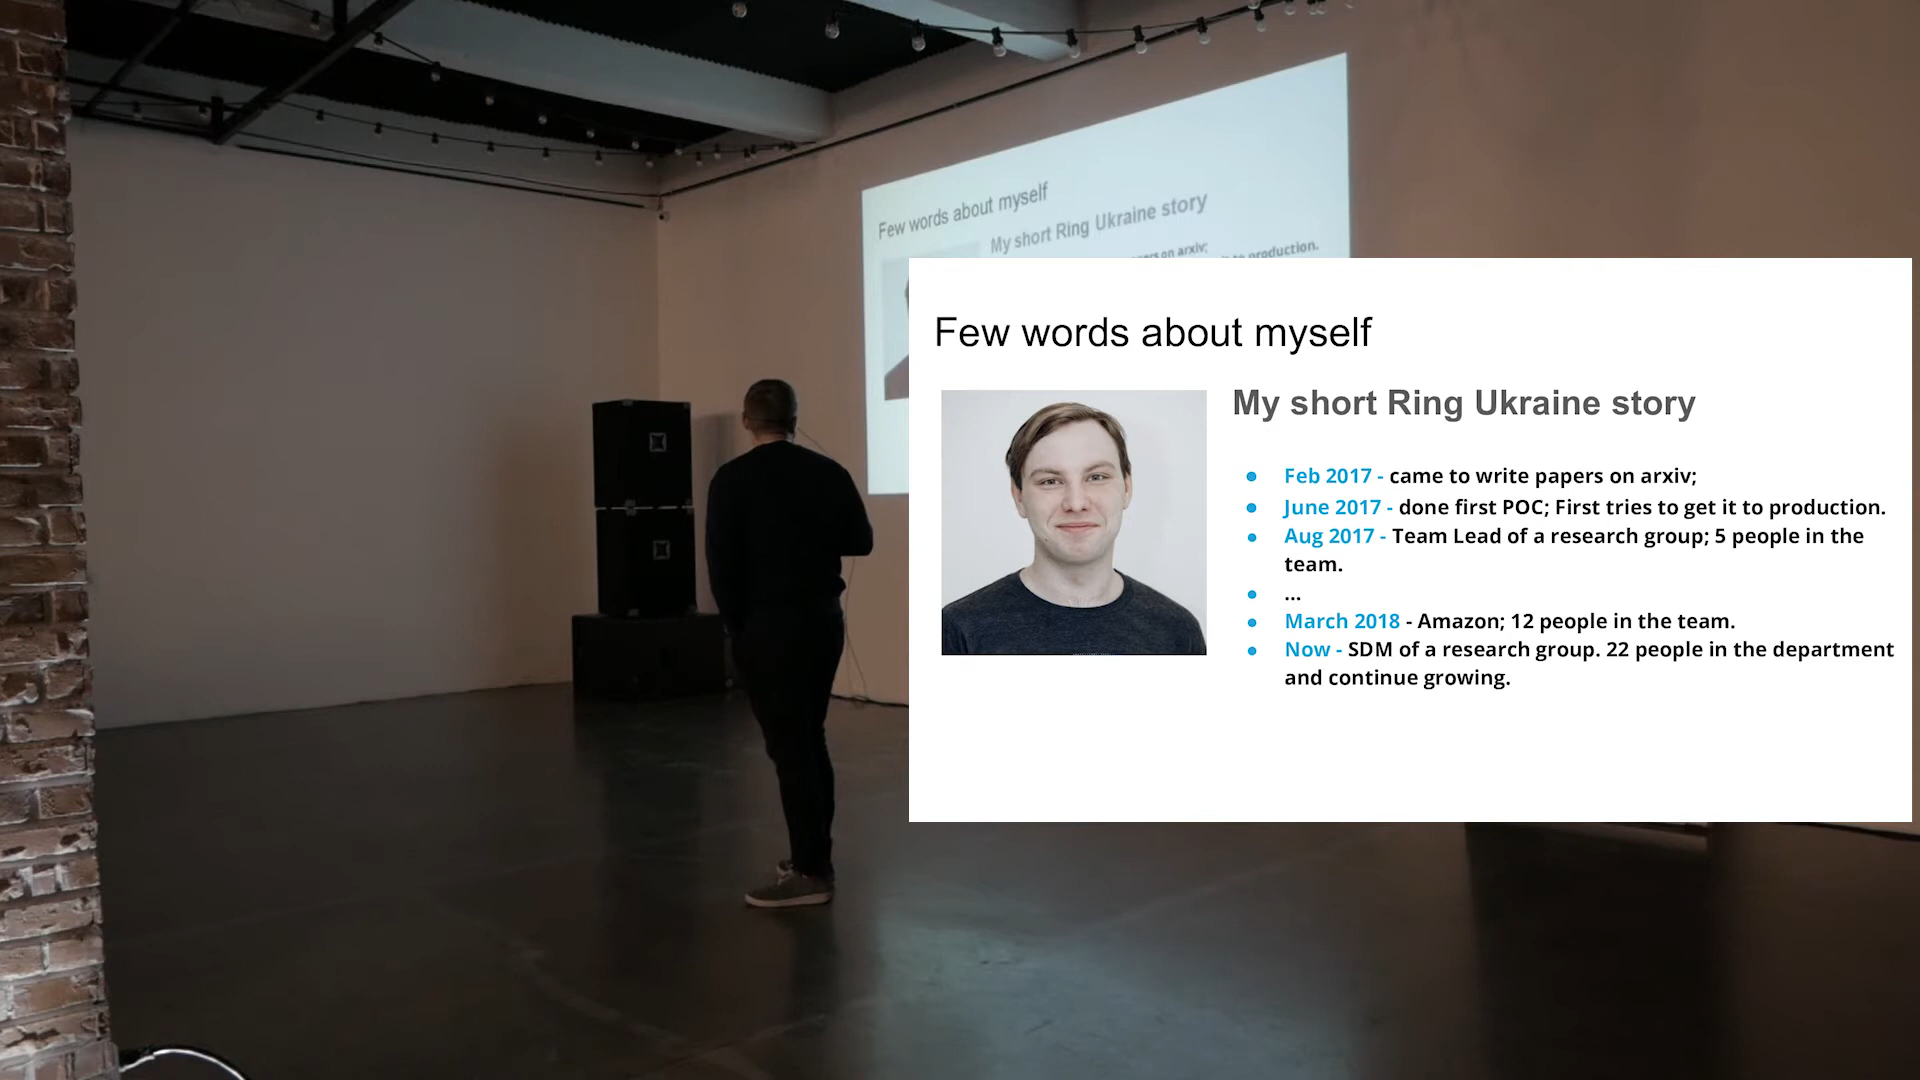 Few words about myself
My short Ring Ukraine story
on arxiv;
production.
Few words about myself
My short Ring Ukraine story
Feb 2017 - came to write papers on arxiv;
June 2017 - done first POC; First tries to get it to production.
Aug 2017 - Team Lead of a research group; 5 people in the
team.
...
March 2018 - Amazon; 12 people in the team.
Now - SDM of a research group. 22 people in the department
and continue growing.